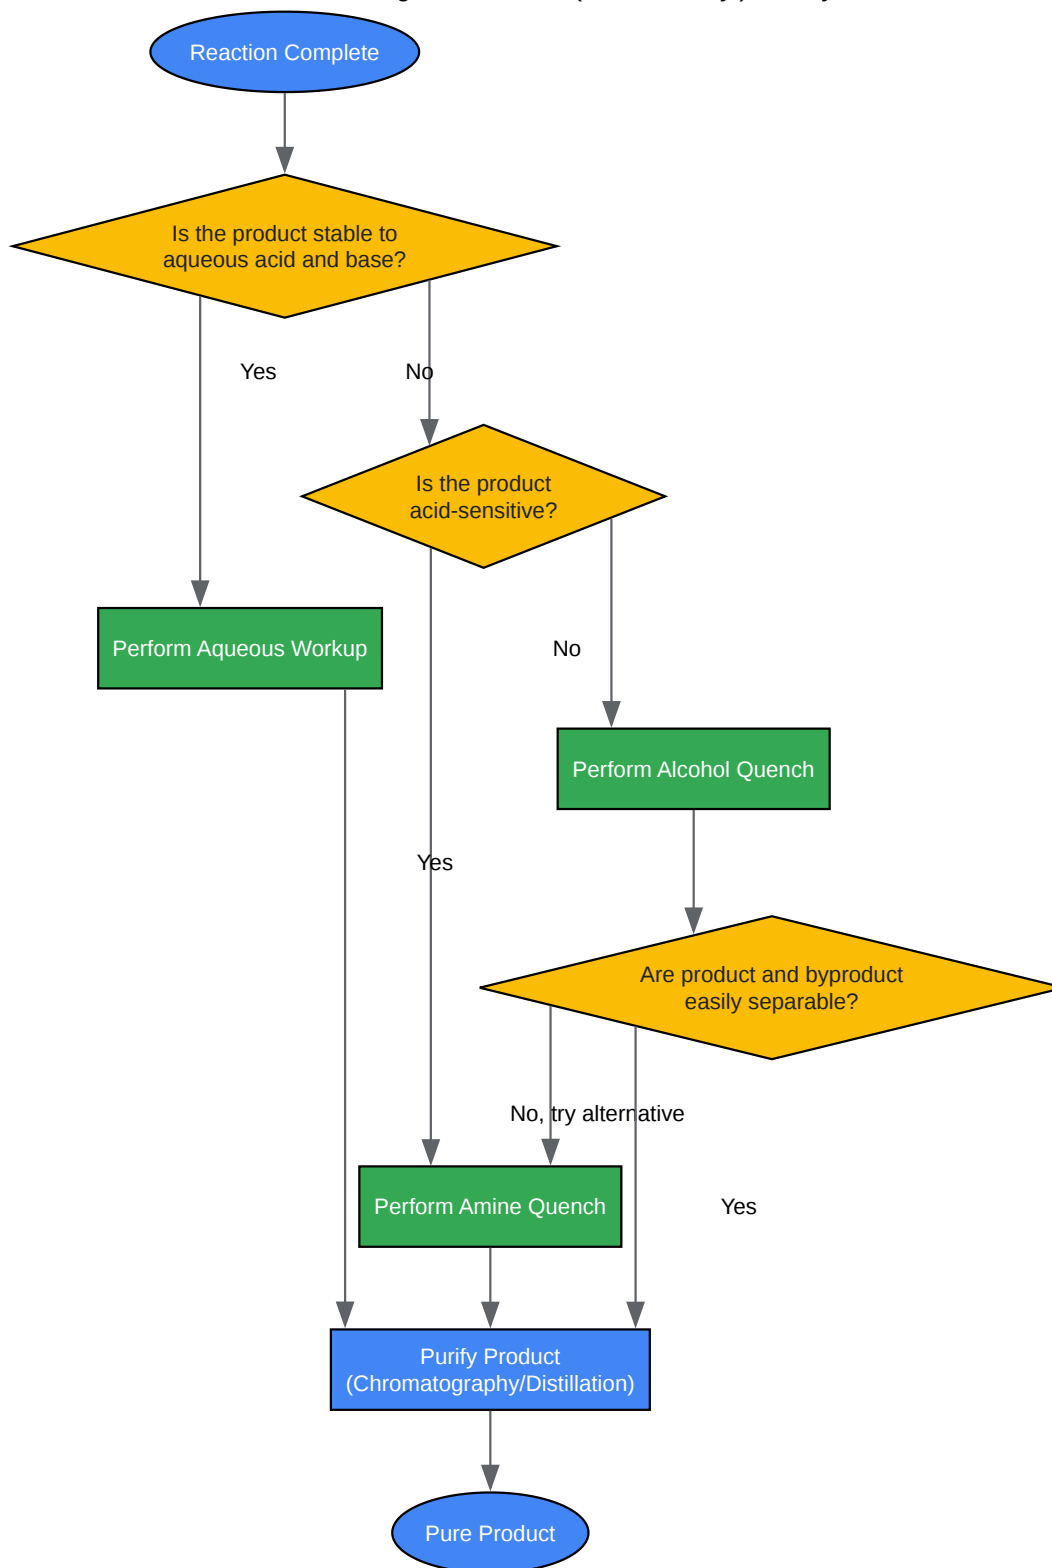 Reaction Complete
Is the product stable to
aqueous acid and base?
Yes
No
Is the product
acid-sensitive?
Perform Aqueous Workup
No
Perform Alcohol Quench
Yes
Are product and byproduct
easily separable?
No, try alternative
Perform Amine Quench
Yes
Purify Product
(Chromatography/Distillation)
Pure Product